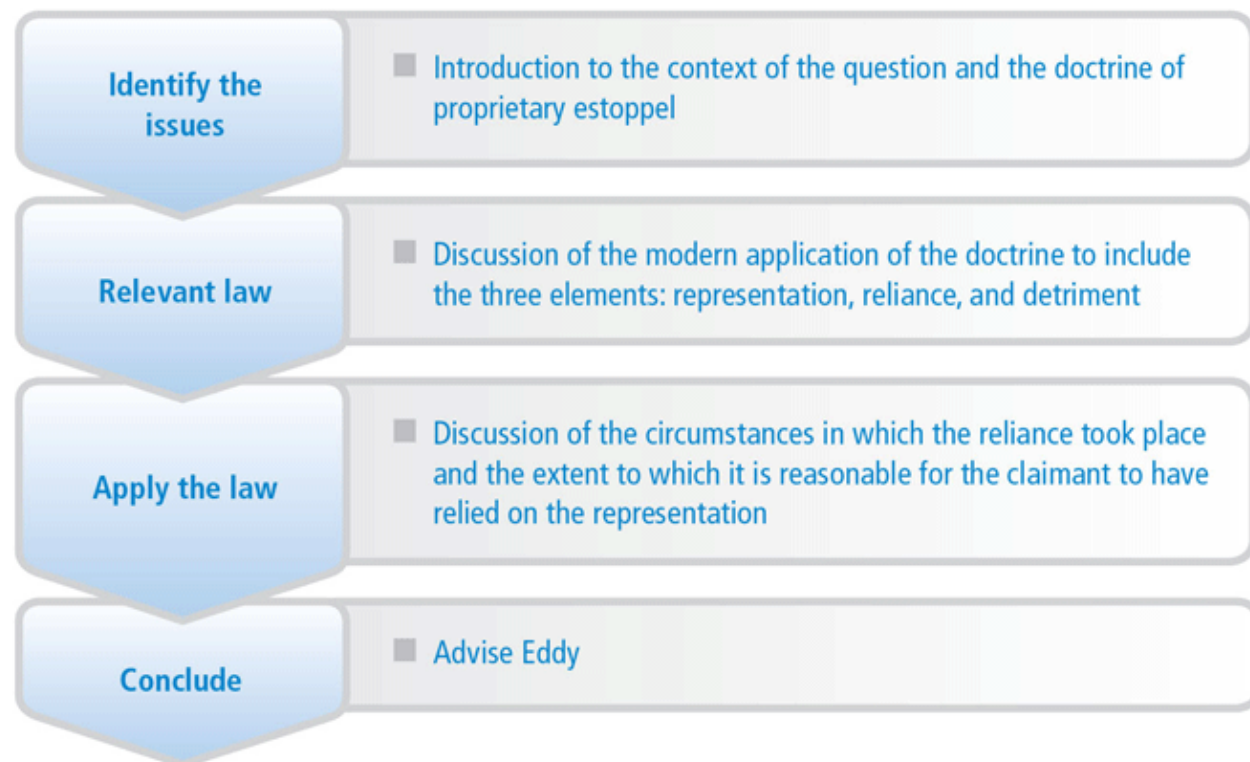 Identify the
issues
Introduction to the context of the question and the doctrine of
proprietary estoppel
Relevant law
Discussion of the modern application of the doctrine to include
the three elements: representation, reliance, and detriment
Apply the law
Discussion of the circumstances in which the reliance took place
and the extent to which it is reasonable for the claimant to have
relied on the representation
Conclude
Advise Eddy